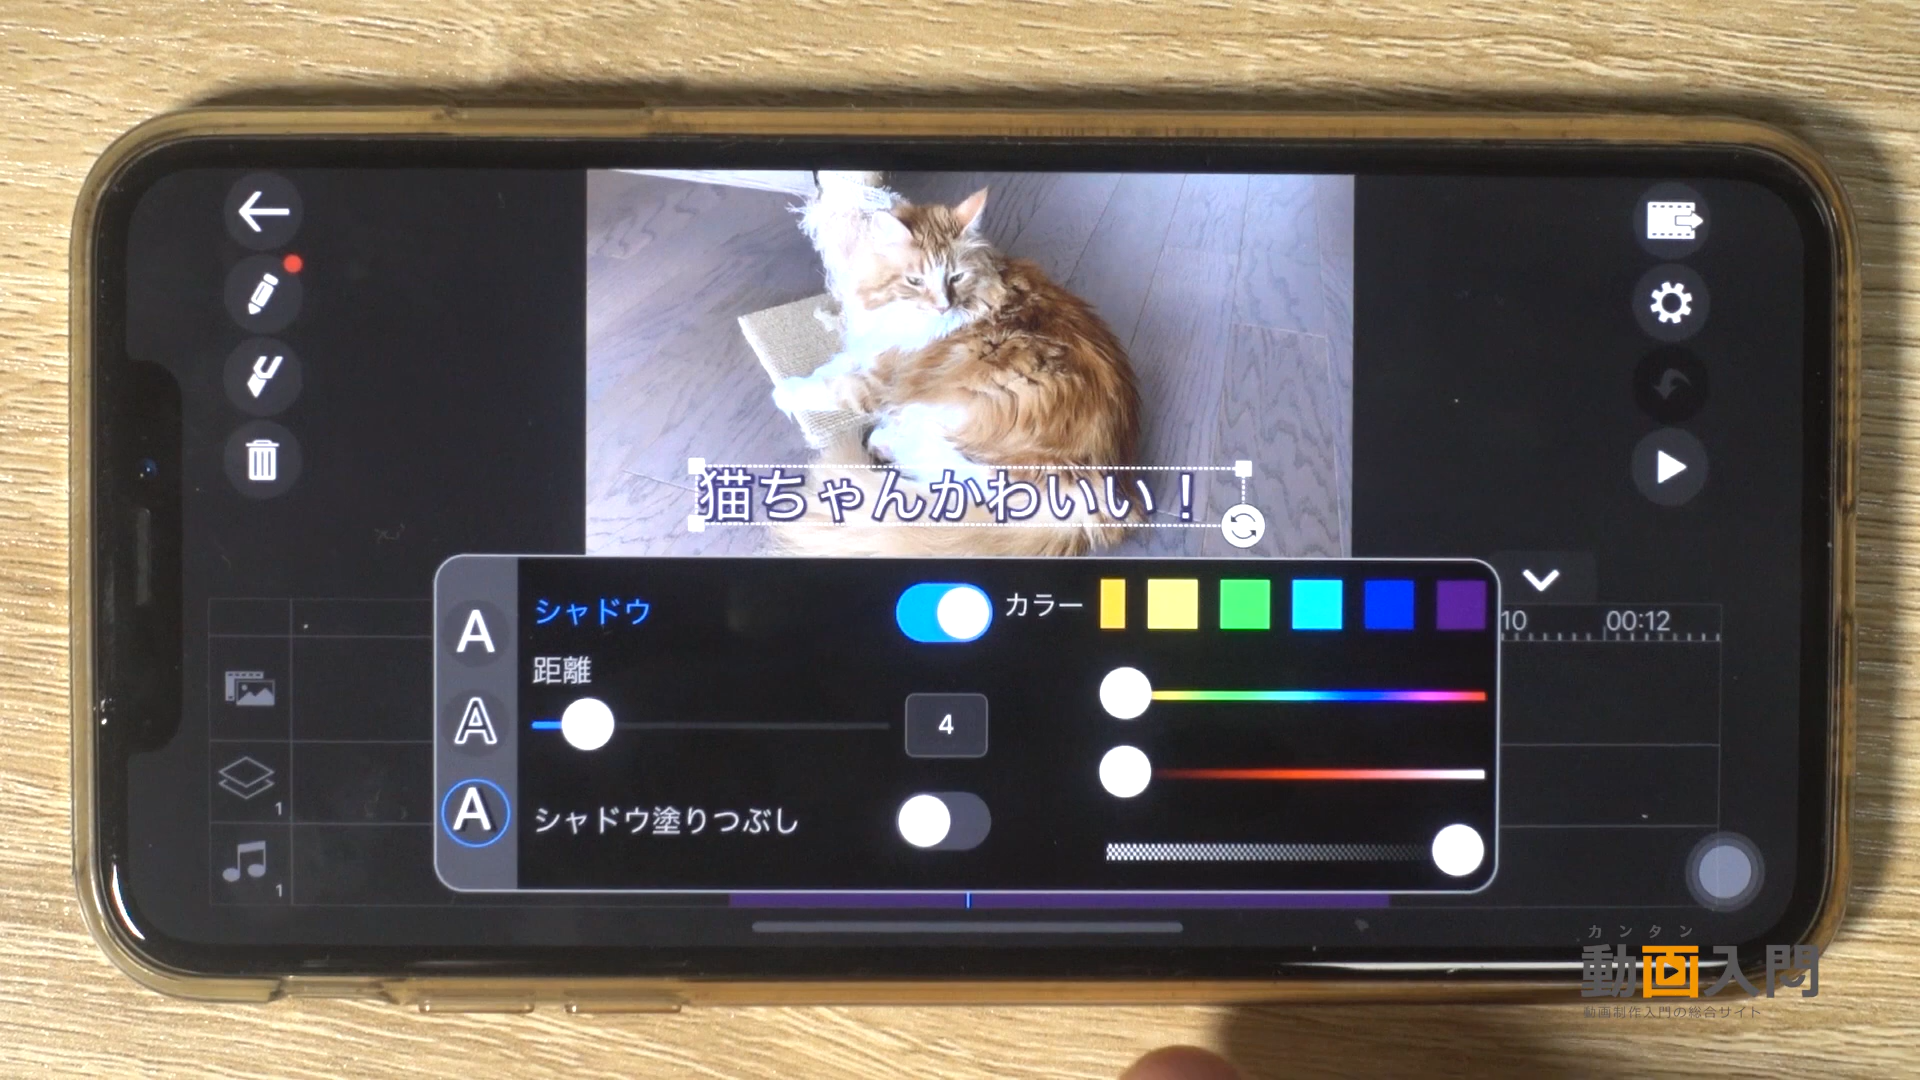 猫ちゃんかわいい！
A
シャドウ
カラー
10
00:12
距離
A
4
A
シャドウ塗りつぶし
1
1
カンタン
動画入門
動画制作入門の総合サイト